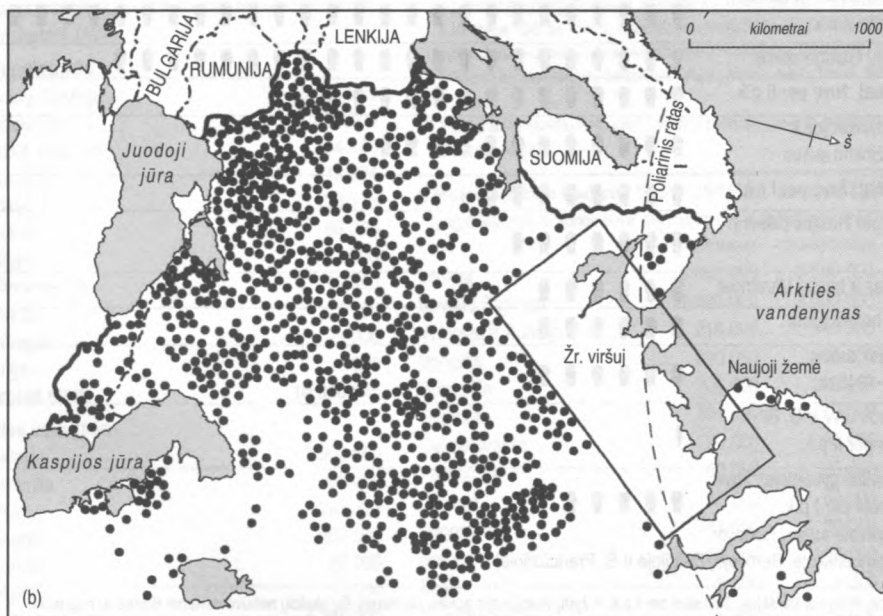 BULGARIJA
RUMUNIJA
LENKIJA
0 kilometrai 1000
Juodoji
jūra
SUOMIJA
Poliarinis ratas
š
Arkties
vandenynas
Žr. viršuj
Naujoji žemė
Kaspijos jūra
(b)